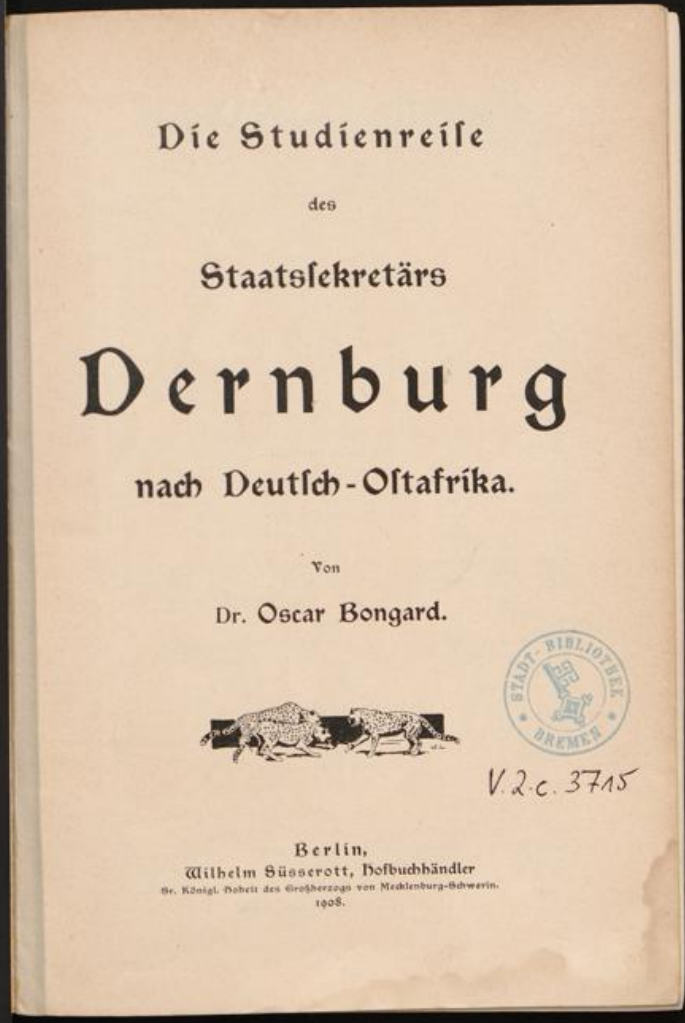 Die Studienreiſe
des
Staatsſekretärs
Dernburg
nach Deutſch-Oſtafrika.
Von
Dr. Oscar Bongard.
STADT-BIBLIOTHEK
BREMEN
V.2.c. 3715
Berlin,
Wilhelm Süsserott, Hofbuchhändler
Sr. Königl. Hoheit des Großherzogs von Mecklenburg-Schwerin.
1908.